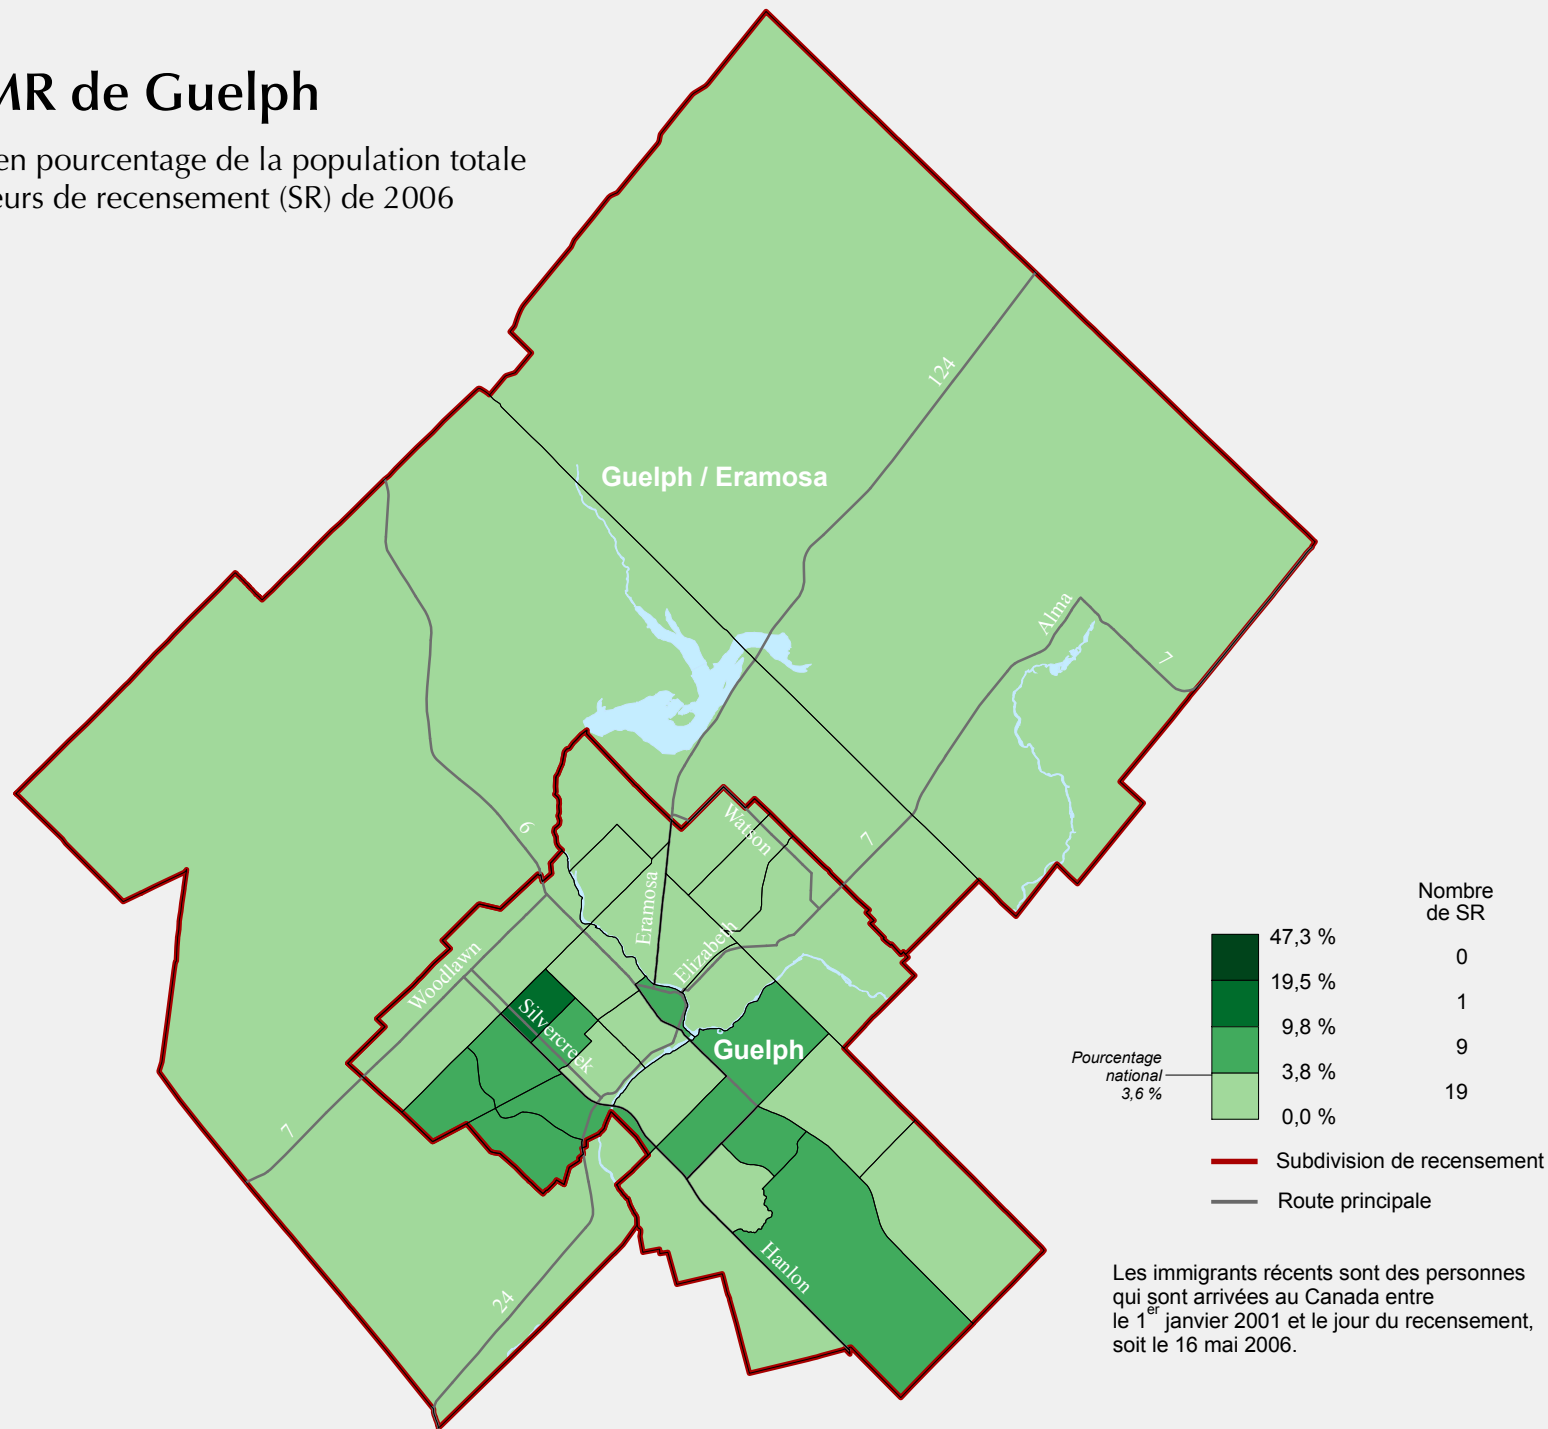 MR de Guelph
en pourcentage de la population totale
eurs de recensement (SR) de 2006
124
Guelph / Eramosa
Alma
7
6
Watson
7
Eramosa
Elizabeth
Woodlawn
Silvercreek
Guelph
7
24
Hanlon
Nombre
de SR
47,3 %
0
19,5 %
1
9,8 %
9
3,8 %
19
0,0 %
Pourcentage
national
3,6 %
Subdivision de recensement
Route principale
Les immigrants récents sont des personnes
qui sont arrivées au Canada entre
le 1er janvier 2001 et le jour du recensement,
soit le 16 mai 2006.